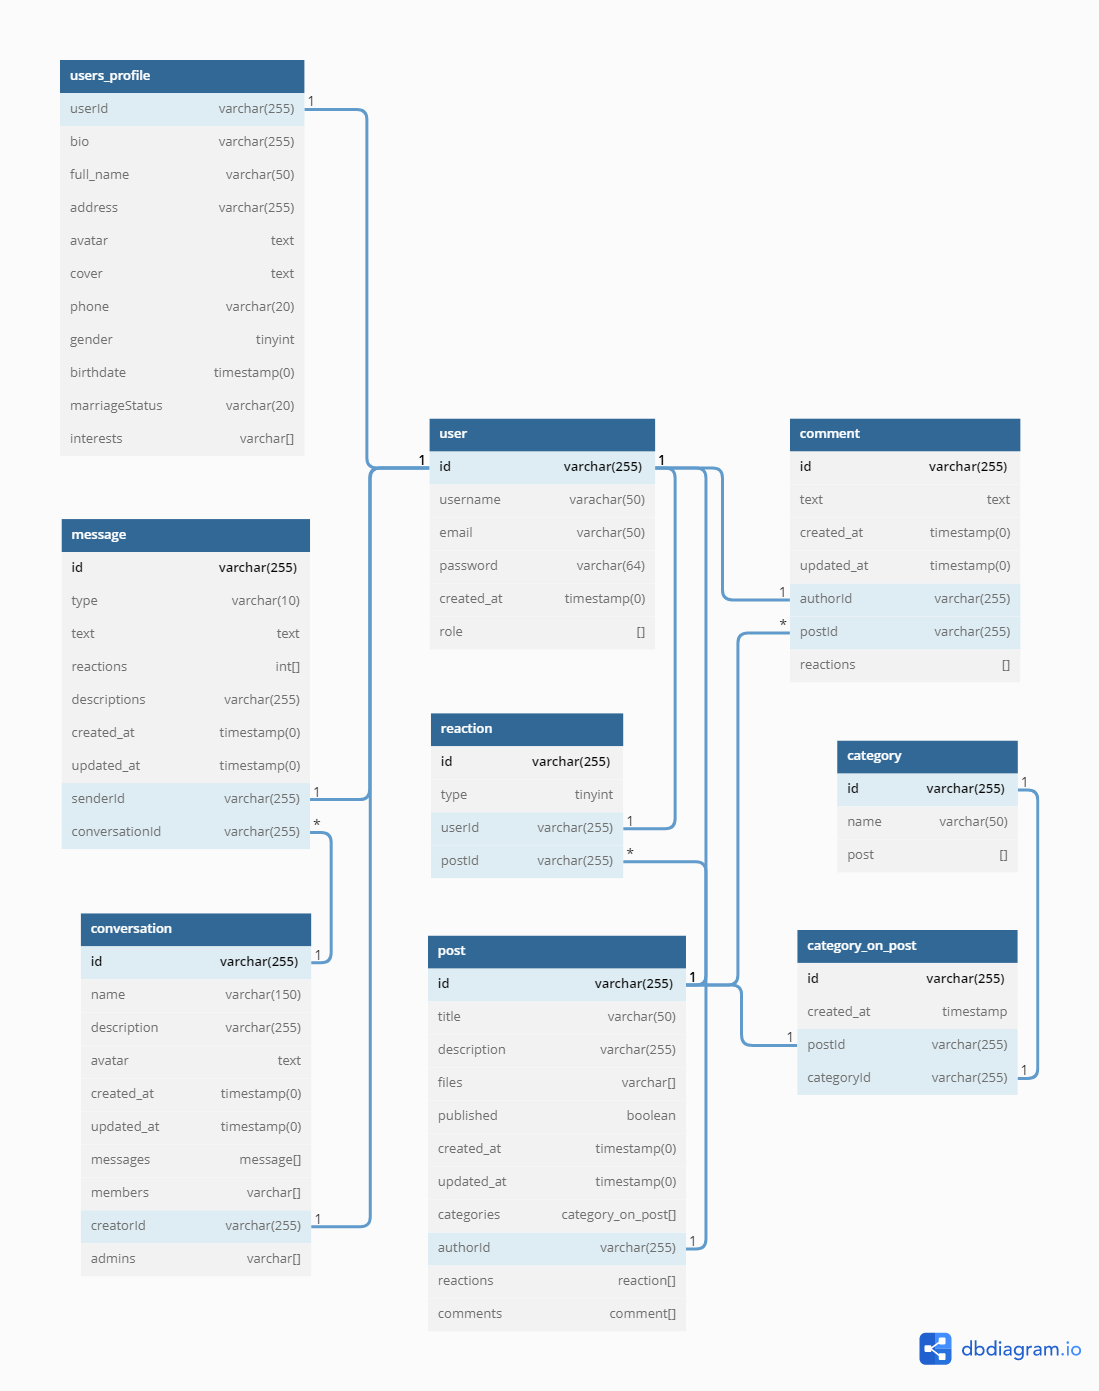 users_profile
userId varchar(255)
bio varchar(255)
full_name varchar(50)
address varchar(255)
avatar text
cover text
phone varchar(20)
gender tinyint
birthdate timestamp(0)
marriageStatus varchar(20)
interests varchar[]
1
message
id varchar(255)
type varchar(10)
text text
reactions int[]
descriptions varchar(255)
created_at timestamp(0)
updated_at timestamp(0)
senderId varchar(255)
conversationId varchar(255)
1
*
conversation
id varchar(255)
name varchar(150)
description varchar(255)
avatar text
created_at timestamp(0)
updated_at timestamp(0)
messages message[]
members varchar[]
creatorId varchar(255)
admins varchar[]
1
1
user
1 id varchar(255) 1
username varachar(50)
email varchar(50)
password varchar(64)
created_at timestamp(0)
role []
reaction
id varchar(255)
type tinyint
userId varchar(255) 1
postId varchar(255) *
post
id varchar(255) 1
title varchar(50)
description varchar(255)
files varchar[]
published boolean
created_at timestamp(0)
updated_at timestamp(0)
categories category_on_post[]
authorId varchar(255) 1
reactions reaction[]
comments comment[]
comment
id varchar(255)
text text
created_at timestamp(0)
updated_at timestamp(0)
1 authorId varchar(255)
* postId varchar(255)
reactions []
category
id varchar(255) 1
name varchar(50)
post []
category_on_post
id varchar(255)
created_at timestamp
1 postId varchar(255)
categoryId varchar(255) 1
dbdiagram.io